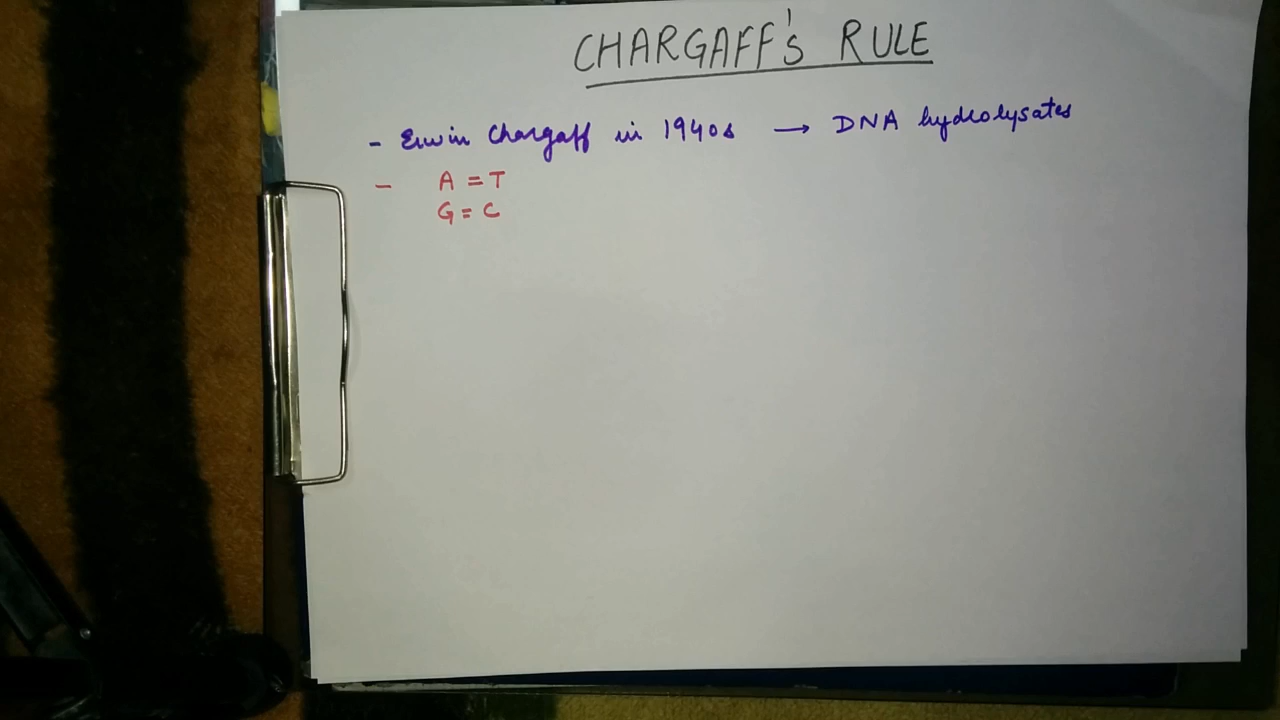 CHARGAFF's RULE
- Erwin Chargaff in 1940s → DNA hydrolysates
- A = T
G = C